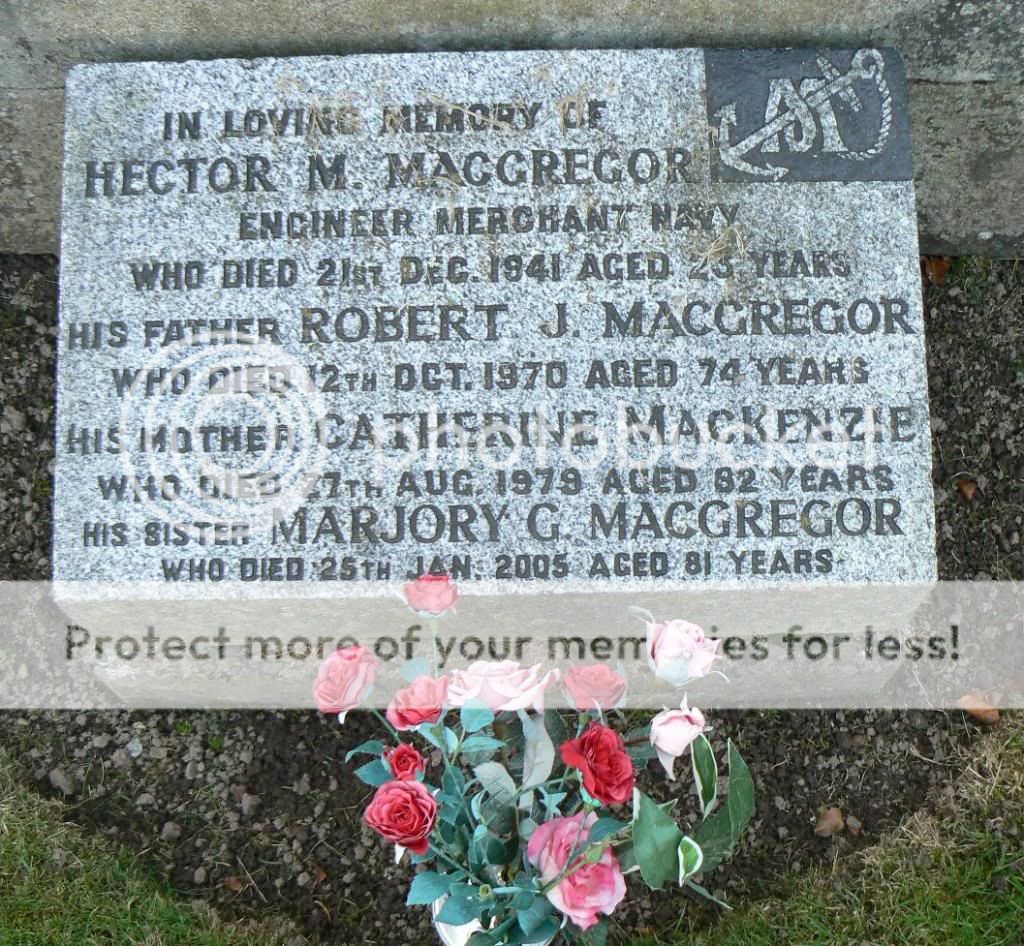 IN LOVING MEMORY OF
HECTOR M. MACGREGOR
ENGINEER MERCHANT NAVY
WHO DIED 21ST DEC. 1941 AGED 23 YEARS
HIS FATHER ROBERT J. MACGREGOR
WHO DIED 12TH OCT. 1970 AGED 74 YEARS
HIS MOTHER CATHERINE MACKENZIE
WHO DIED 27TH AUG. 1979 AGED 82 YEARS
HIS SISTER MARJORY G. MACGREGOR
WHO DIED 25TH JAN. 2005 AGED 81 YEARS
photobucket
Protect more of your memories for less!